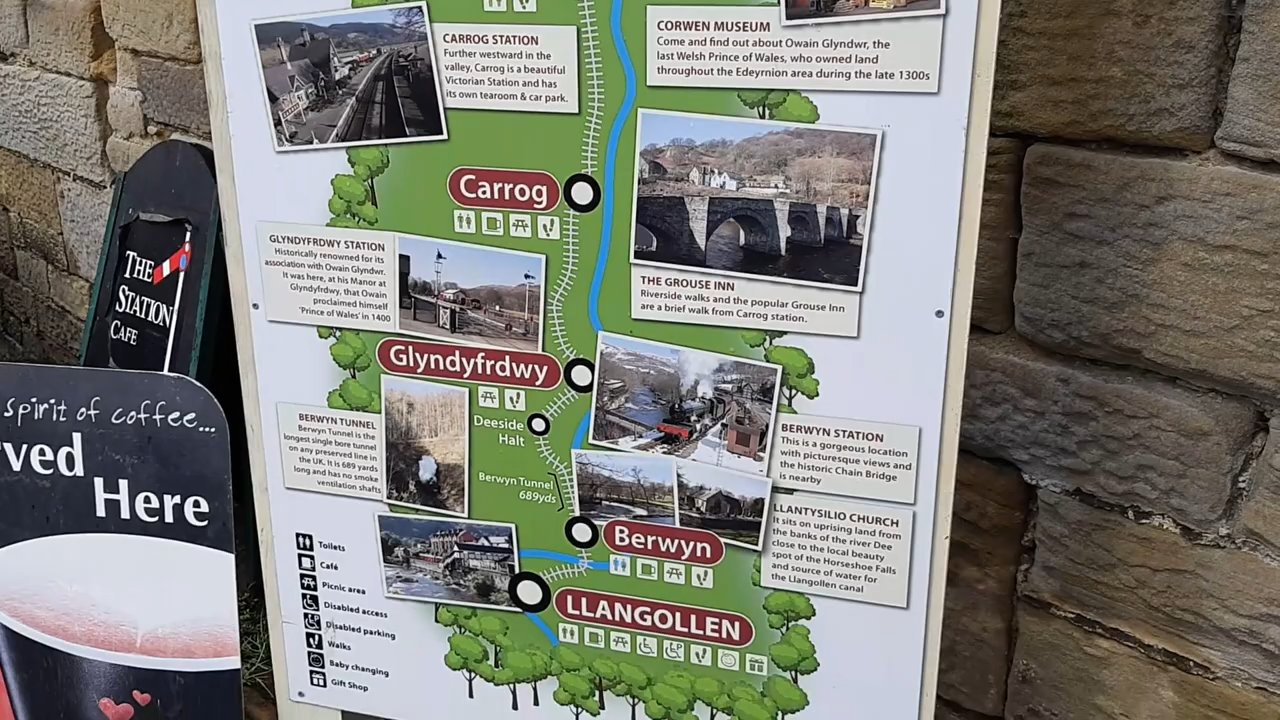 CARROG STATION
Further westward in the
valley, Carrog is a beautiful
Victorian Station and has
its own tearoom & car park.
CORWEN MUSEUM
Come and find out about Owain Glyndwr, the
last Welsh Prince of Wales, who owned land
throughout the Edeyrnion area during the late 1300s
Carrog
THE GROUSE INN
Riverside walks and the popular Grouse Inn
are a brief walk from Carrog station.
GLYNDYFRDWY STATION
Historically renowned for its
association with Owain Glyndwr.
It was here, at his Manor at
Glyndyfrdwy, that Owain
proclaimed himself
'Prince of Wales' in 1400
Glyndyfrdwy
Deeside
Halt
BERWYN TUNNEL
Berwyn Tunnel is the
longest single bore tunnel
on any preserved line in
the UK. It is 689 yards
long and has no smoke
ventilation shafts
Berwyn Tunnel
689yds
BERWYN STATION
This is a gorgeous location
with picturesque views and
the historic Chain Bridge
is nearby
LLANTYSILIO CHURCH
It sits on uprising land from
the banks of the river Dee
close to the local beauty
spot of the Horseshoe Falls
and source of water for
the Llangollen canal
Berwyn
LLANGOLLEN
Toilets
Café
Picnic area
Disabled access
Disabled parking
Walks
Baby changing
Gift Shop
THE
STATION
CAFE
spirit of coffee...
rved
Here